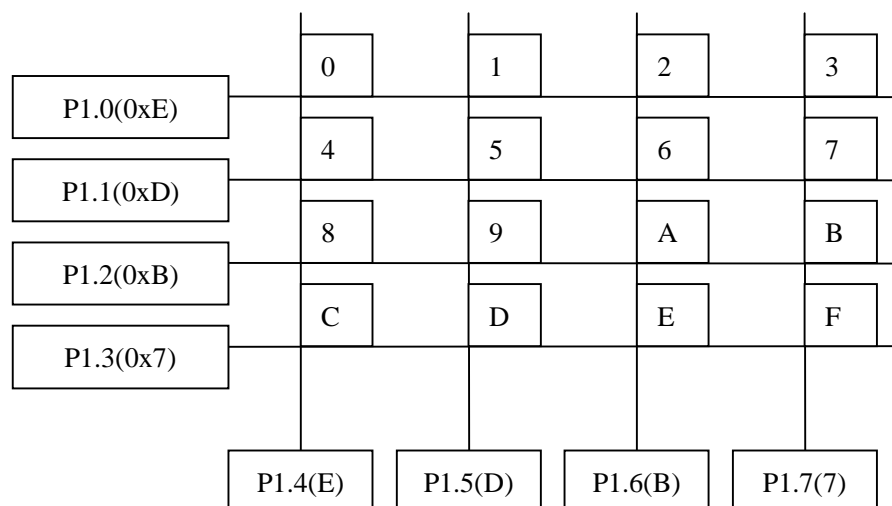 0 1 2 3
P1.0(0xE)
4 5 6 7
P1.1(0xD)
8 9 A B
P1.2(0xB)
C D E F
P1.3(0x7)
P1.4(E) P1.5(D) P1.6(B) P1.7(7)